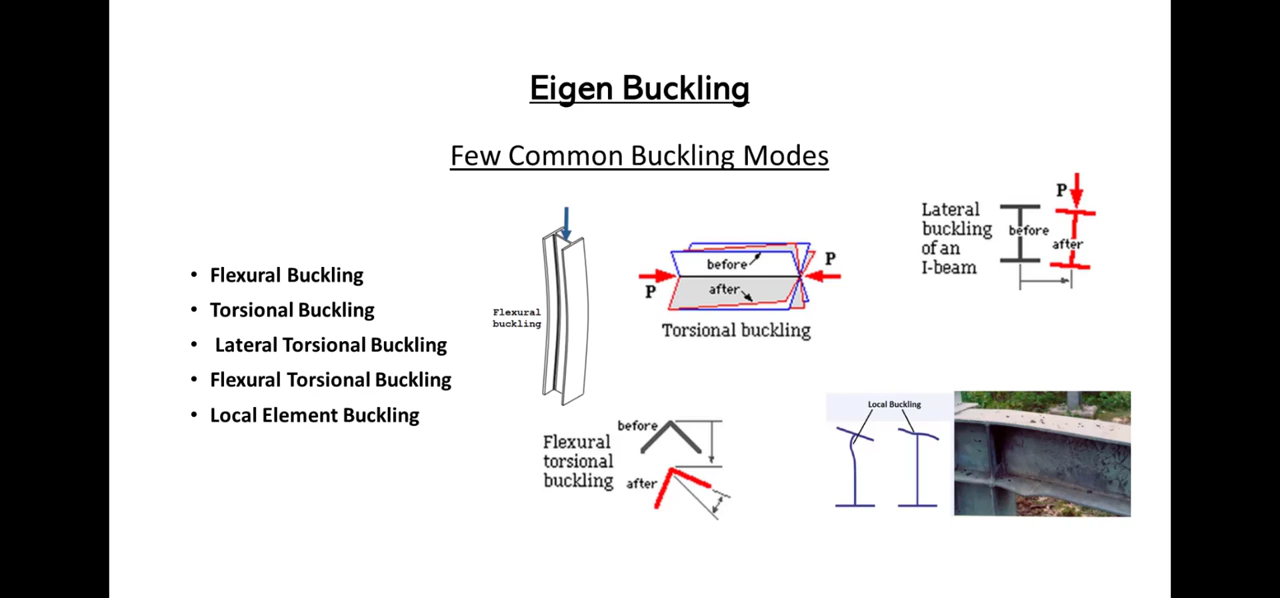 Eigen Buckling
Few Common Buckling Modes
• Flexural Buckling
• Torsional Buckling
• Lateral Torsional Buckling
• Flexural Torsional Buckling
• Local Element Buckling
Flexural
buckling
before
after
P
P
Torsional buckling
Lateral
buckling
of an
I-beam
P
before
after
Flexural
torsional
buckling
before
after
Local Buckling